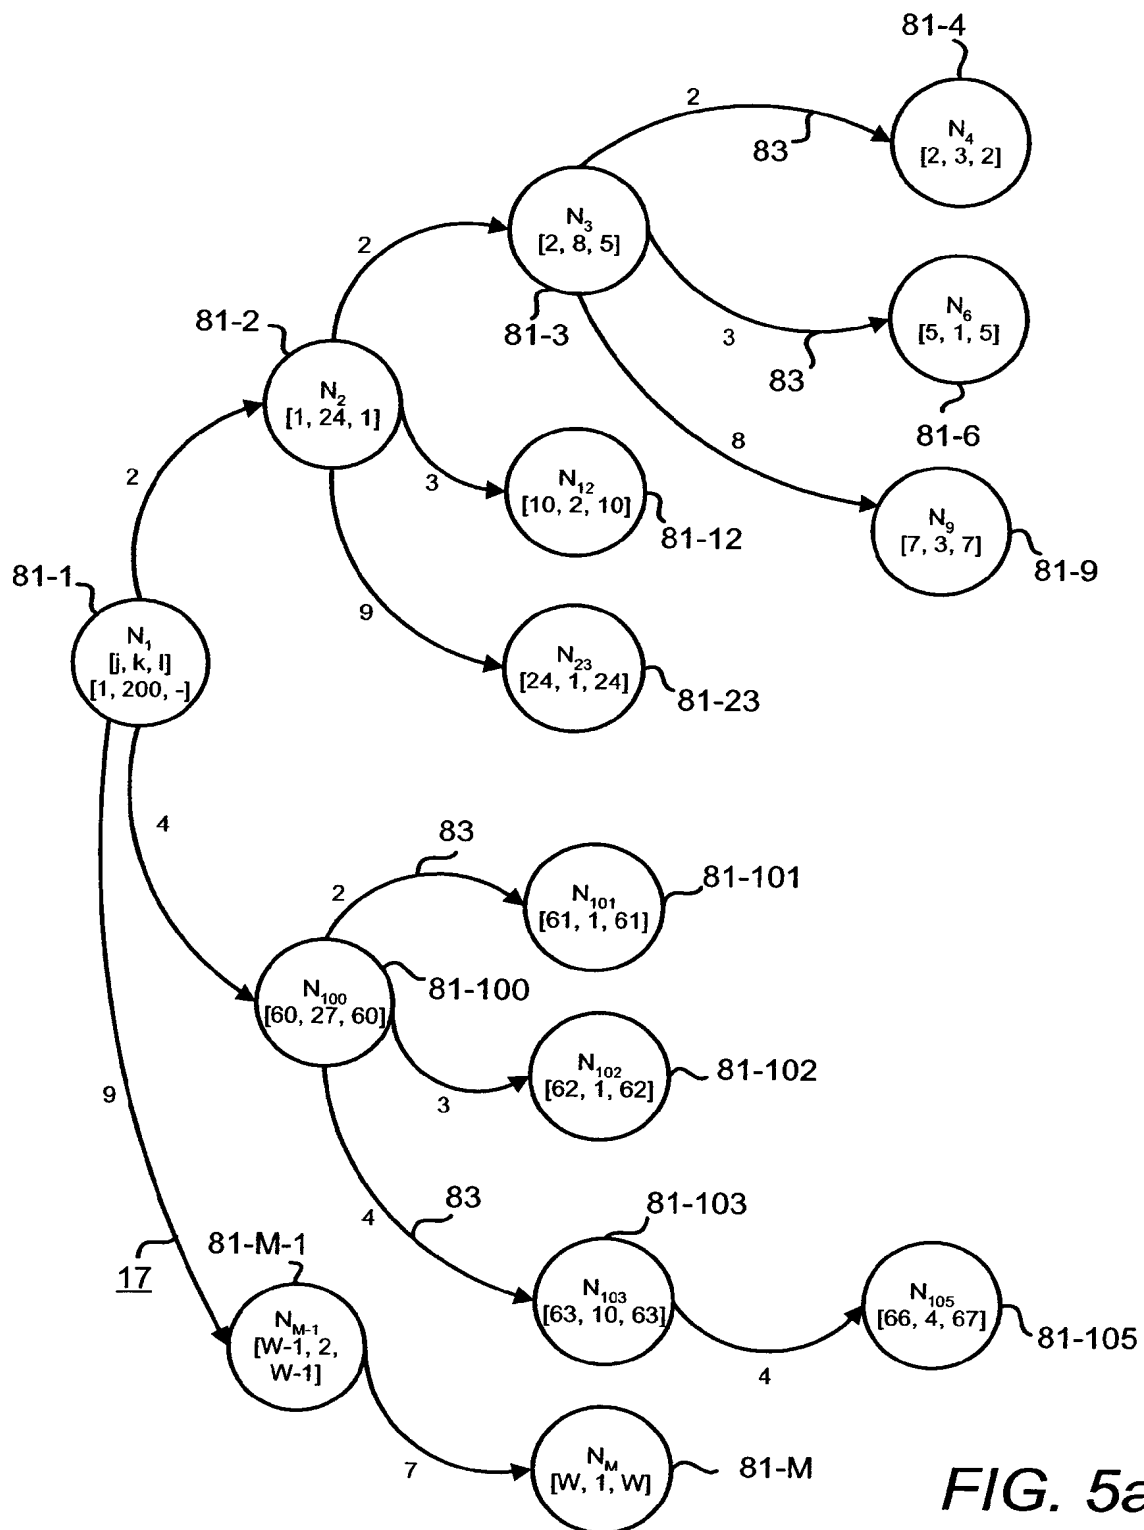 81-4
2
83
N4
[2, 3, 2]
N3
[2, 8, 5]
2
81-3
3
83
N6
[5, 1, 5]
81-6
81-2
N2
[1, 24, 1]
8
2
3
N12
[10, 2, 10]
81-12
N9
[7, 3, 7]
81-9
81-1
9
N1
[j, k, l]
[1, 200, -]
N23
[24, 1, 24]
81-23
4
83
2
N101
[61, 1, 61]
81-101
N100
[60, 27, 60]
81-100
N102
[62, 1, 62]
81-102
9
3
4
83
81-103
17
81-M-1
N103
[63, 10, 63]
N105
[66, 4, 67]
81-105
4
NM-1
[W-1, 2,
W-1]
7
NM
[W, 1, W]
81-M
FIG. 5a